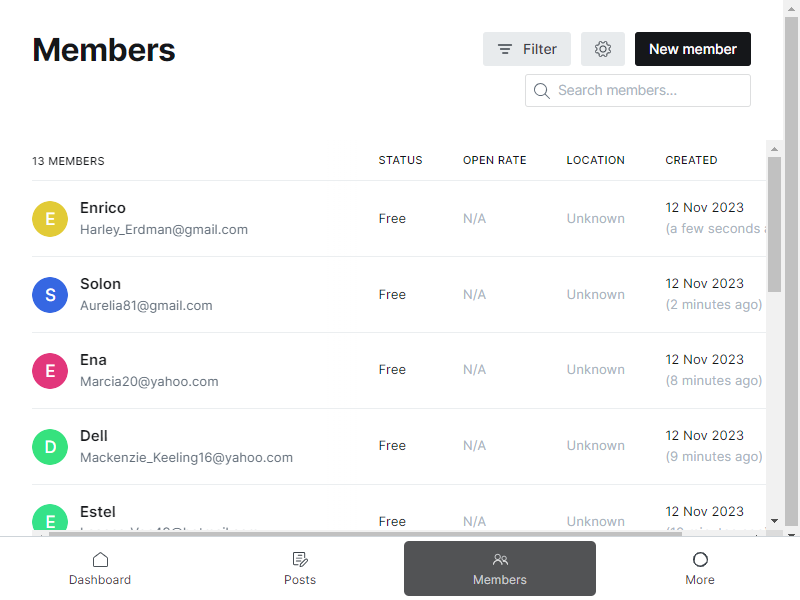 Members
Filter
New member
Search members...
13 MEMBERS STATUS OPEN RATE LOCATION CREATED
E Enrico Harley_Erdman@gmail.com Free N/A Unknown 12 Nov 2023 (a few seconds
S Solon Aurelia81@gmail.com Free N/A Unknown 12 Nov 2023 (2 minutes ago)
E Ena Marcia20@yahoo.com Free N/A Unknown 12 Nov 2023 (8 minutes ago)
D Dell Mackenzie_Keeling16@yahoo.com Free N/A Unknown 12 Nov 2023 (9 minutes ago)
E Estel Free N/A Unknown 12 Nov 2023
Dashboard Posts Members More